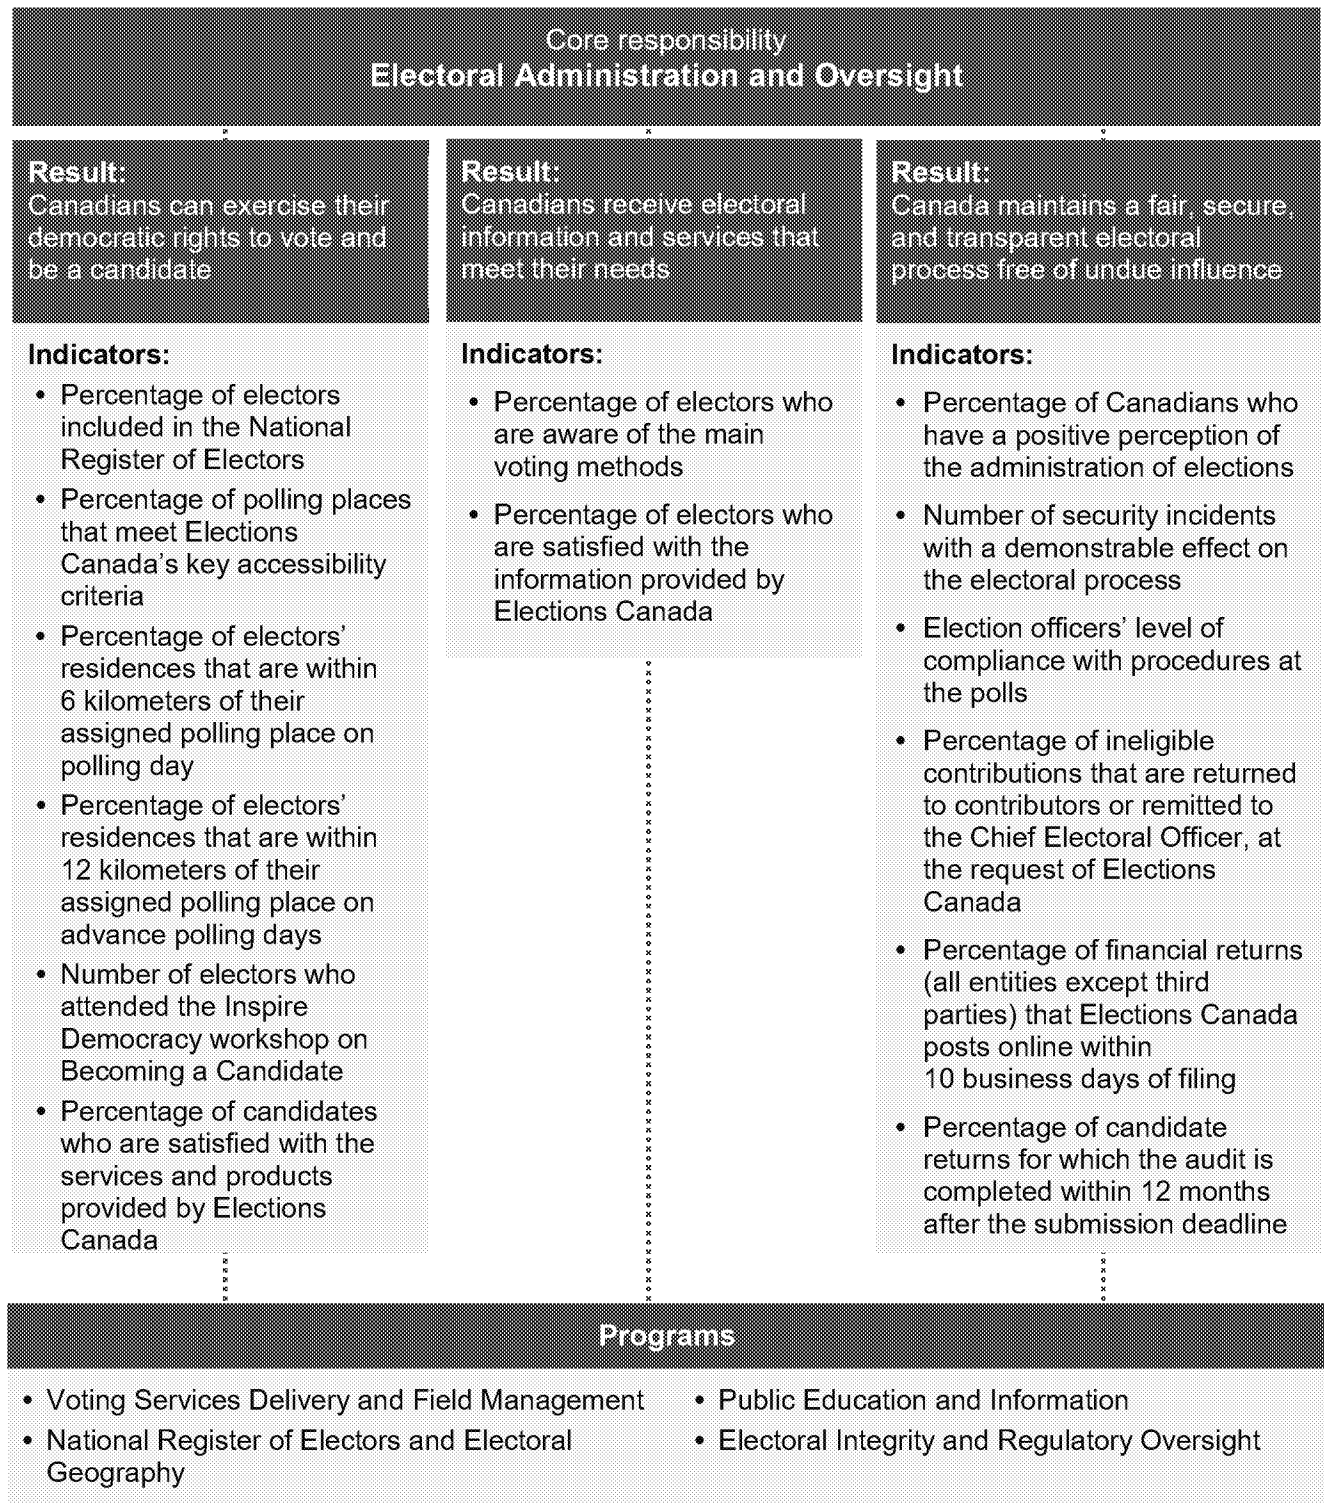 Core responsibility
Electoral Administration and Oversight
Result:
Canadians can exercise their
democratic rights to vote and
be a candidate
Indicators:
• Percentage of electors
included in the National
Register of Electors
• Percentage of polling places
that meet Elections
Canada's key accessibility
criteria
• Percentage of electors'
residences that are within
6 kilometers of their
assigned polling place on
polling day
• Percentage of electors'
residences that are within
12 kilometers of their
assigned polling place on
advance polling days
• Number of electors who
attended the Inspire
Democracy workshop on
Becoming a Candidate
• Percentage of candidates
who are satisfied with the
services and products
provided by Elections
Canada
Result:
Canadians receive electoral
information and services that
meet their needs
Indicators:
• Percentage of electors who
are aware of the main
voting methods
• Percentage of electors who
are satisfied with the
information provided by
Elections Canada
Result:
Canada maintains a fair, secure,
and transparent electoral
process free of undue influence
Indicators:
• Percentage of Canadians who
have a positive perception of
the administration of elections
• Number of security incidents
with a demonstrable effect on
the electoral process
• Election officers' level of
compliance with procedures at
the polls
• Percentage of ineligible
contributions that are returned
to contributors or remitted to
the Chief Electoral Officer, at
the request of Elections
Canada
• Percentage of financial returns
(all entities except third
parties) that Elections Canada
posts online within
10 business days of filing
• Percentage of candidate
returns for which the audit is
completed within 12 months
after the submission deadline
Programs
• Voting Services Delivery and Field Management
• National Register of Electors and Electoral
Geography
• Public Education and Information
• Electoral Integrity and Regulatory Oversight